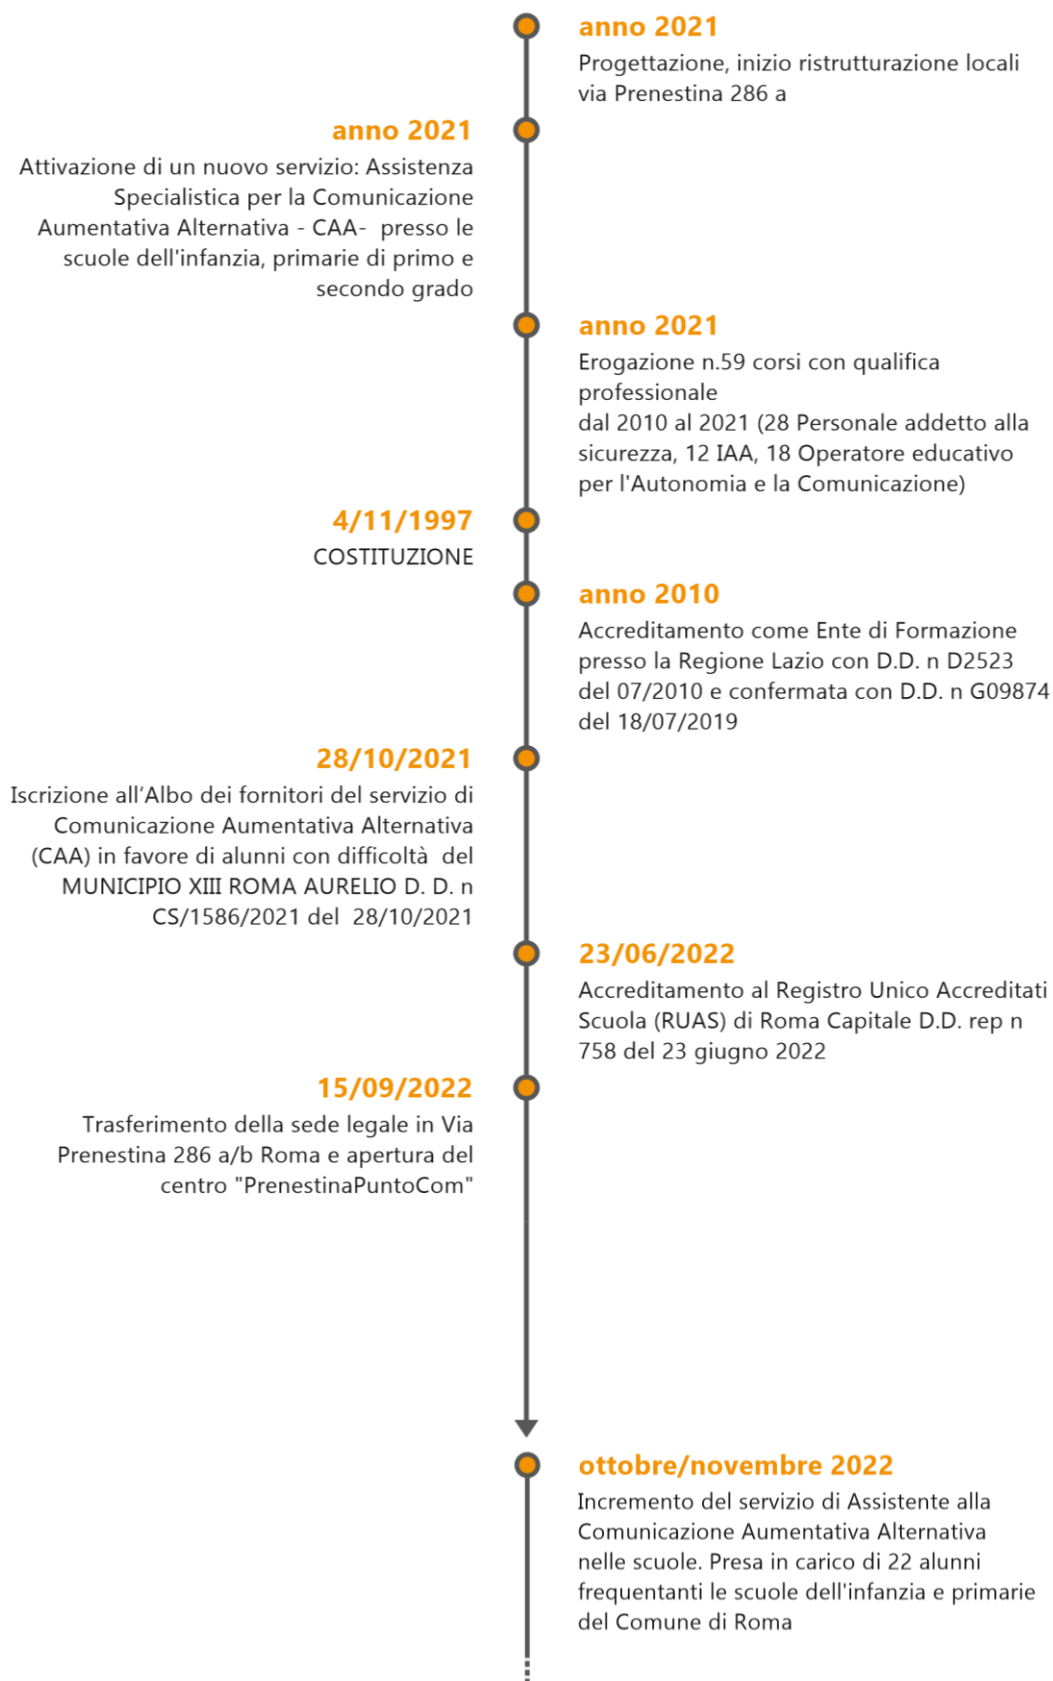 anno 2021
Progettazione, inizio ristrutturazione locali
via Prenestina 286 a
anno 2021
Attivazione di un nuovo servizio: Assistenza
Specialistica per la Comunicazione
Aumentativa Alternativa - CAA- presso le
scuole dell'infanzia, primarie di primo e
secondo grado
anno 2021
Erogazione n.59 corsi con qualifica
professionale
dal 2010 al 2021 (28 Personale addetto alla
sicurezza, 12 IAA, 18 Operatore educativo
per l'Autonomia e la Comunicazione)
4/11/1997
COSTITUZIONE
anno 2010
Accreditamento come Ente di Formazione
presso la Regione Lazio con D.D. n D2523
del 07/2010 e confermata con D.D. n G09874
del 18/07/2019
28/10/2021
Iscrizione all’Albo dei fornitori del servizio di
Comunicazione Aumentativa Alternativa
(CAA) in favore di alunni con difficoltà del
MUNICIPIO XIII ROMA AURELIO D. D. n
CS/1586/2021 del 28/10/2021
23/06/2022
Accreditamento al Registro Unico Accreditati
Scuola (RUAS) di Roma Capitale D.D. rep n
758 del 23 giugno 2022
15/09/2022
Trasferimento della sede legale in Via
Prenestina 286 a/b Roma e apertura del
centro "PrenestinaPuntoCom"
ottobre/novembre 2022
Incremento del servizio di Assistente alla
Comunicazione Aumentativa Alternativa
nelle scuole. Presa in carico di 22 alunni
frequentanti le scuole dell'infanzia e primarie
del Comune di Roma